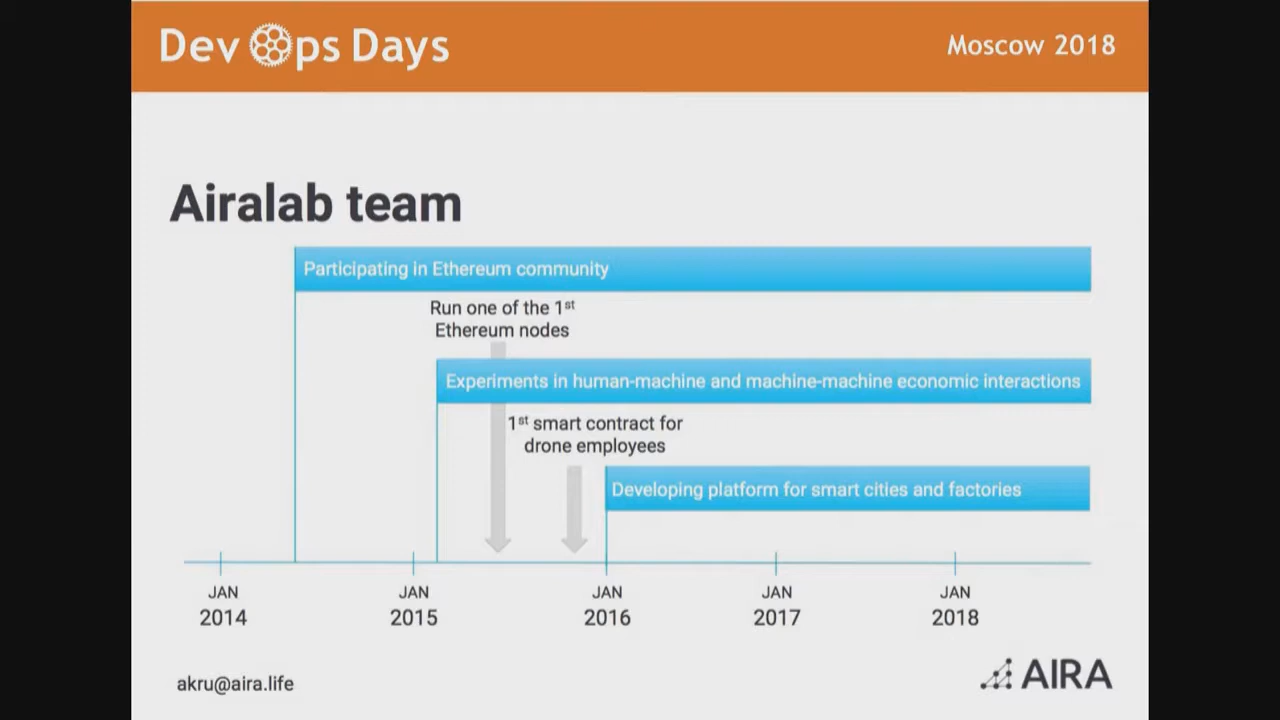 Dev Ops Days
Moscow 2018
Airalab team
Participating in Ethereum community
Run one of the 1st
Ethereum nodes
Experiments in human-machine and machine-machine economic interactions
1st smart contract for
drone employees
Developing platform for smart cities and factories
JAN JAN JAN JAN JAN
2014 2015 2016 2017 2018
akru@aira.life
AIRA